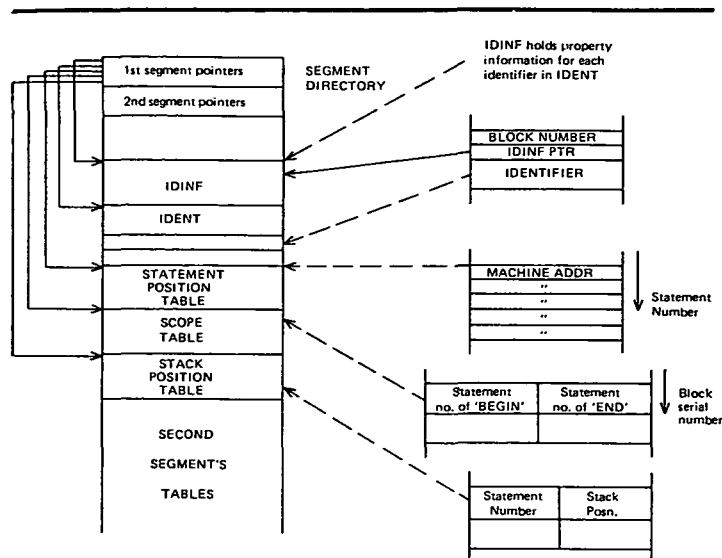 1st segment pointers
2nd segment pointers
SEGMENT
DIRECTORY
IDINF
IDENT
STATEMENT
POSITION
TABLE
SCOPE
TABLE
STACK
POSITION
TABLE
SECOND
SEGMENT'S
TABLES
IDINF holds property
information for each
identifier in IDENT
BLOCK NUMBER
IDINF PTR
IDENTIFIER
MACHINE ADDR
"
"
"
"
Statement
Number
Statement
no. of 'BEGIN'
Statement
no. of 'END'
Block
serial
number
Statement
Number
Stack
Posn.